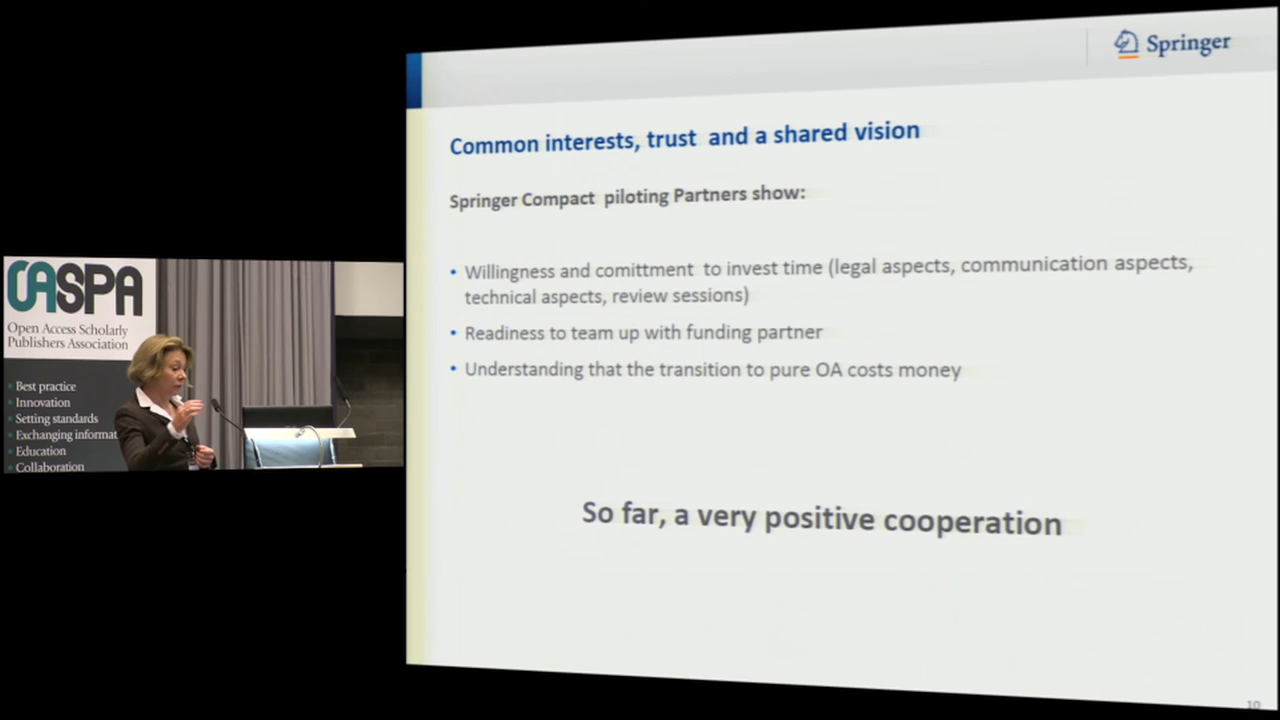 Springer
Common interests, trust and a shared vision
Springer Compact piloting Partners show:
• Willingness and comittment to invest time (legal aspects, communication aspects,
technical aspects, review sessions)
• Readiness to team up with funding partner
• Understanding that the transition to pure OA costs money
So far, a very positive cooperation
10
OASPA
Open Access Scholarly
Publishers Association
Best practice
Innovation
Setting standards
Exchanging informat
Education
Collaboration